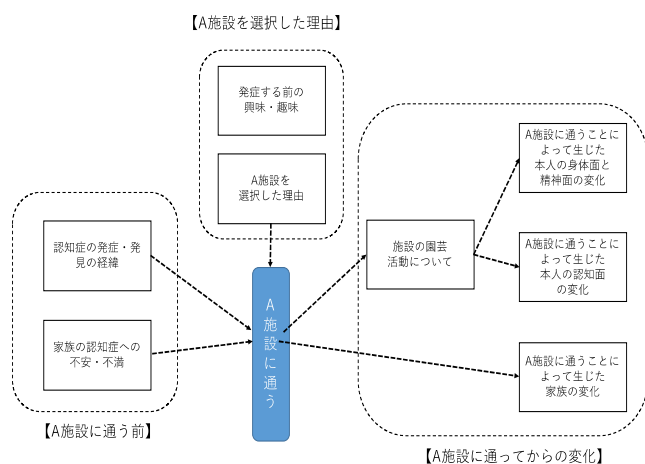 【A施設を選択した理由】
発症する前の
興味・趣味
A施設を
選択した理由
認知症の発症・発
見の経緯
家族の認知症への
不安・不満
【A施設に通う前】
A施設に通う
施設の園芸
活動について
A施設に通うことに
よって生じた
本人の身体面と
精神面の変化
A施設に通うことに
よって生じた
本人の認知面
の変化
A施設に通うことに
よって生じた
家族の変化
【A施設に通ってからの変化】